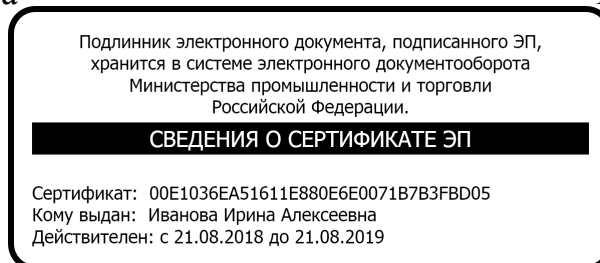 Подлинник электронного документа, подписанного ЭП,
хранится в системе электронного документооборота
Министерства промышленности и торговли
Российской Федерации.
СВЕДЕНИЯ О СЕРТИФИКАТЕ ЭП
Сертификат: 00E1036EA51611E880E6E0071B7B3FBD05
Кому выдан: Иванова Ирина Алексеевна
Действителен: с 21.08.2018 до 21.08.2019